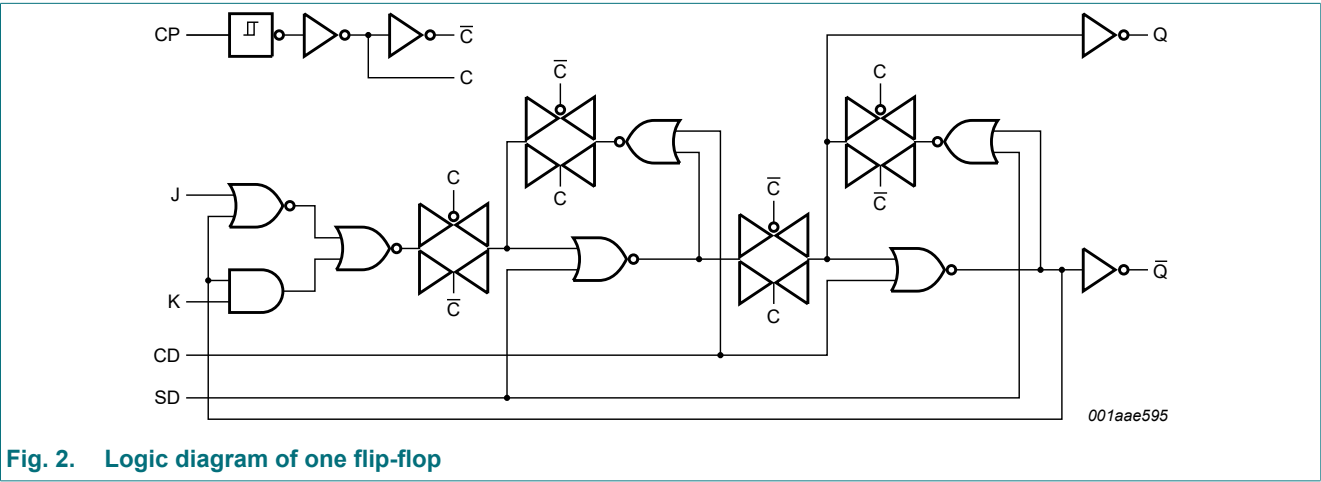 CP
C̅
C
Q
C̅
C
C
C̅
J
C
C
C̅
K
C̅
C
Q̅
CD
SD
001aae595
Fig. 2. Logic diagram of one flip-flop